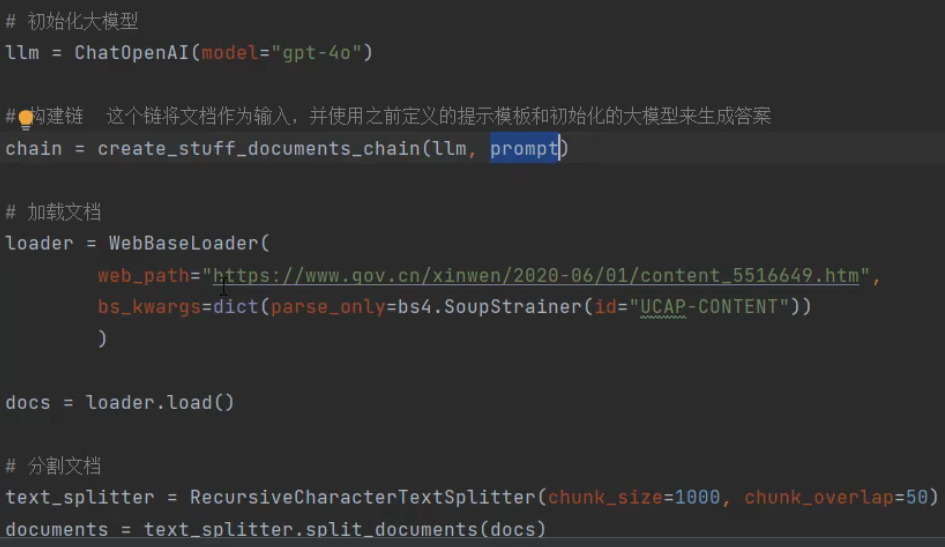 # 初始化大模型
llm = ChatOpenAI(model="gpt-4o")
# 构建链  这个链将文档作为输入，并使用之前定义的提示模板和初始化的大模型来生成答案
chain = create_stuff_documents_chain(llm, prompt)
# 加载文档
loader = WebBaseLoader(
        web_path="https://www.gov.cn/xinwen/2020-06/01/content_5516649.htm",
        bs_kwargs=dict(parse_only=bs4.SoupStrainer(id="UCAP-CONTENT"))
        )
docs = loader.load()
# 分割文档
text_splitter = RecursiveCharacterTextSplitter(chunk_size=1000, chunk_overlap=50)
documents = text_splitter.split_documents(docs)